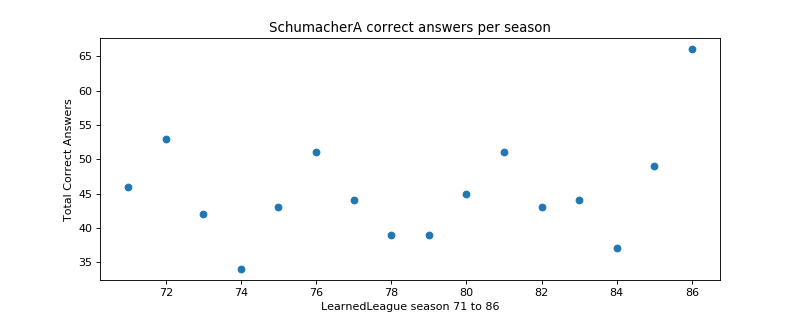 SchumacherA correct answers per season
Total Correct Answers
65
60
55
50
45
40
35
72 74 76 78 80 82 84 86
LearnedLeague season 71 to 86